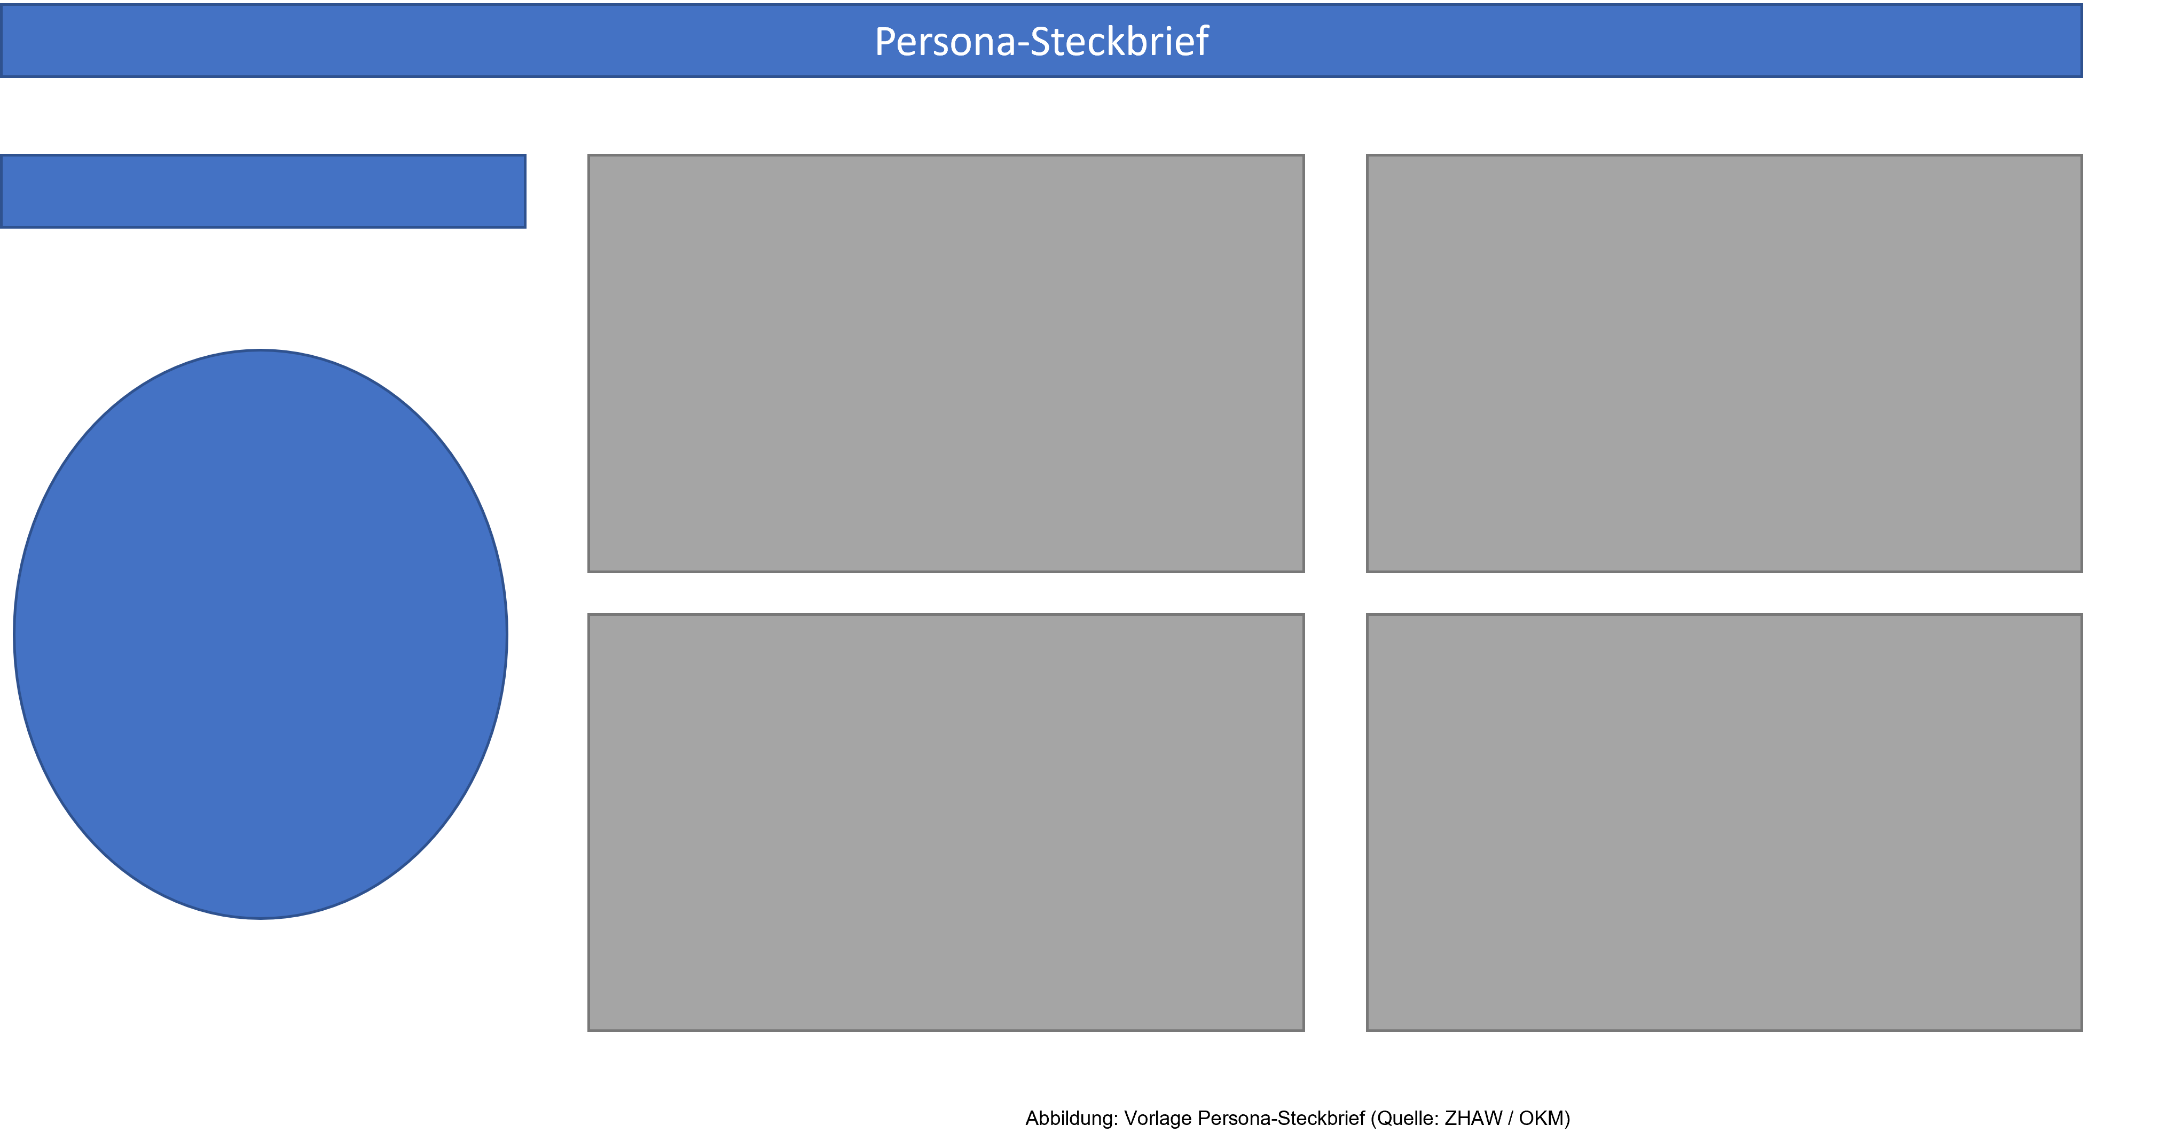 Persona-Steckbrief
Abbildung: Vorlage Persona-Steckbrief (Quelle: ZHAW / OKM)